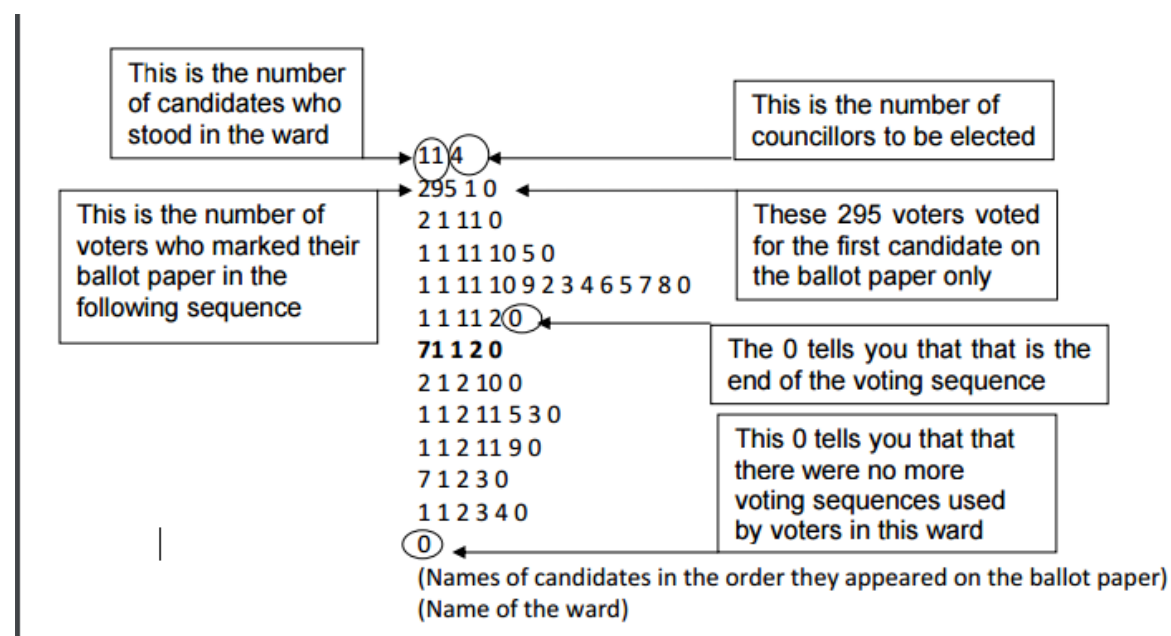 This is the number
of candidates who
stood in the ward
This is the number of
councillors to be elected
11 4
295 1 0
This is the number of
voters who marked their
ballot paper in the
following sequence
These 295 voters voted
for the first candidate on
the ballot paper only
2 1 11 0
1 1 11 10 5 0
1 1 11 10 9 2 3 4 6 5 7 8 0
1 1 11 2 0
71 1 2 0
The 0 tells you that that is the
end of the voting sequence
2 1 2 10 0
1 1 2 11 5 3 0
1 1 2 11 9 0
7 1 2 3 0
1 1 2 3 4 0
0
This 0 tells you that that
there were no more
voting sequences used
by voters in this ward
(Names of candidates in the order they appeared on the ballot paper)
(Name of the ward)